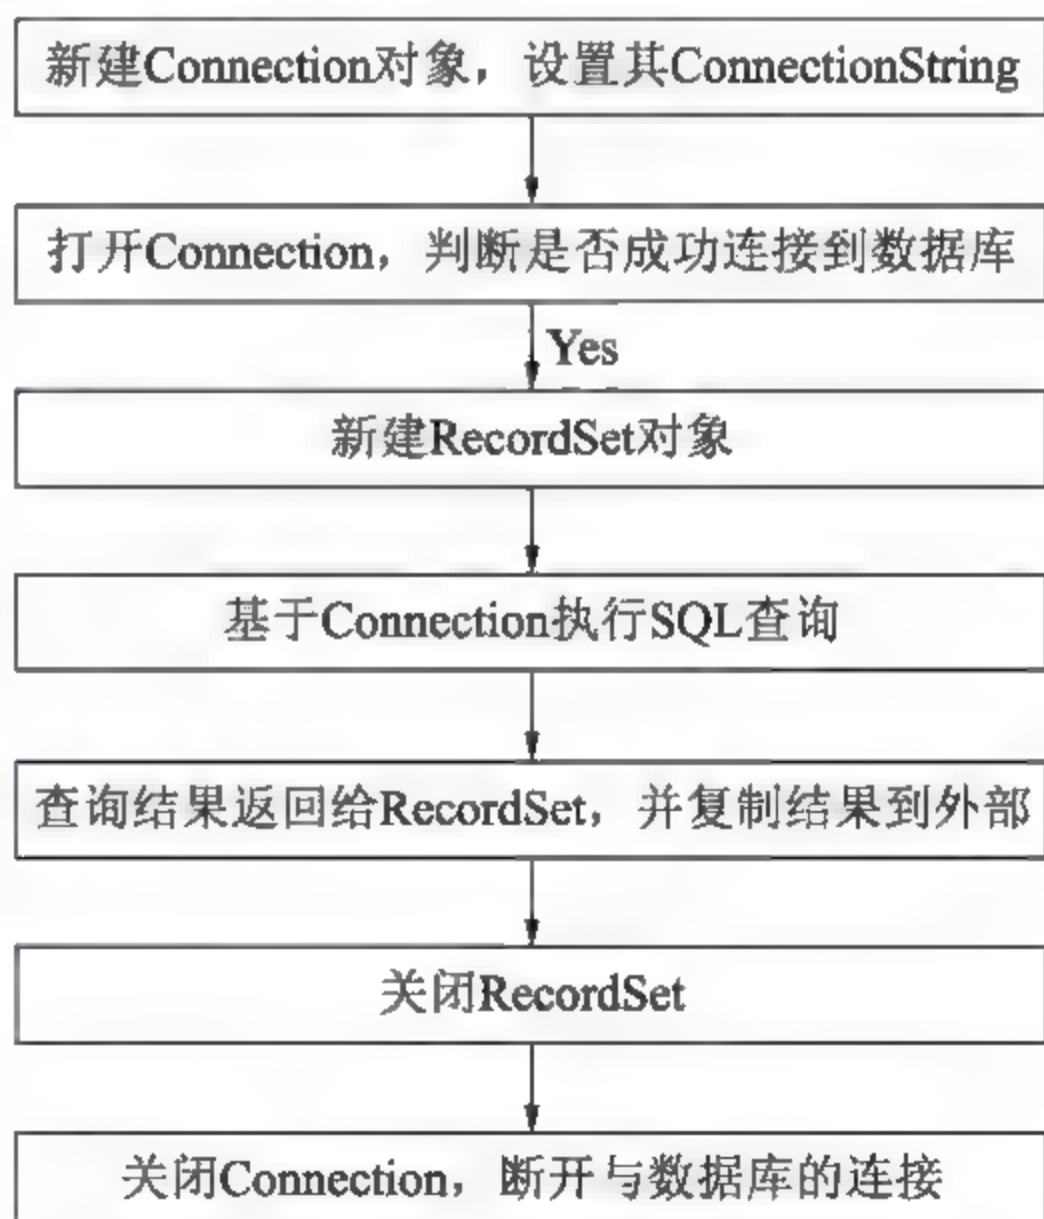 新建Connection对象，设置其ConnectionString
打开Connection，判断是否成功连接到数据库
Yes
新建RecordSet对象
基于Connection执行SQL查询
查询结果返回给RecordSet，并复制结果到外部
关闭RecordSet
关闭Connection，断开与数据库的连接